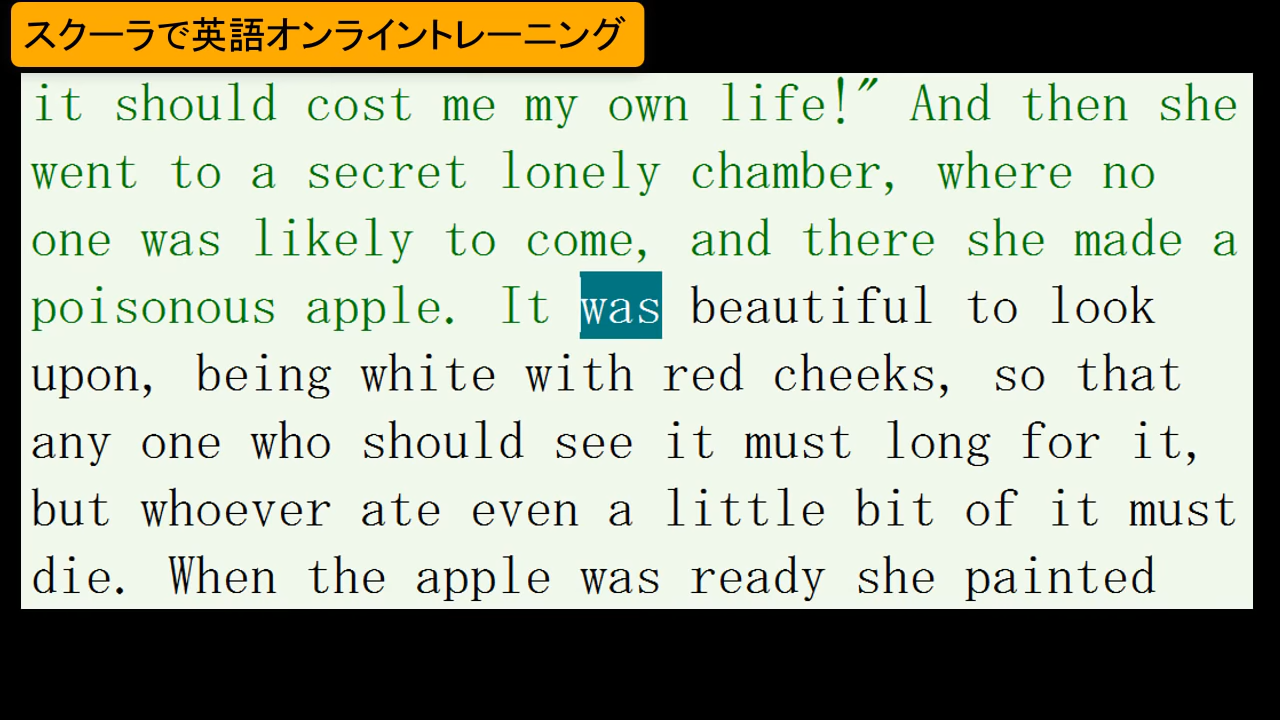 スクーラで英語オンライントレーニング
it should cost me my own life!" And then she
went to a secret lonely chamber, where no
one was likely to come, and there she made a
poisonous apple. It was beautiful to look
upon, being white with red cheeks, so that
any one who should see it must long for it,
but whoever ate even a little bit of it must
die. When the apple was ready she painted